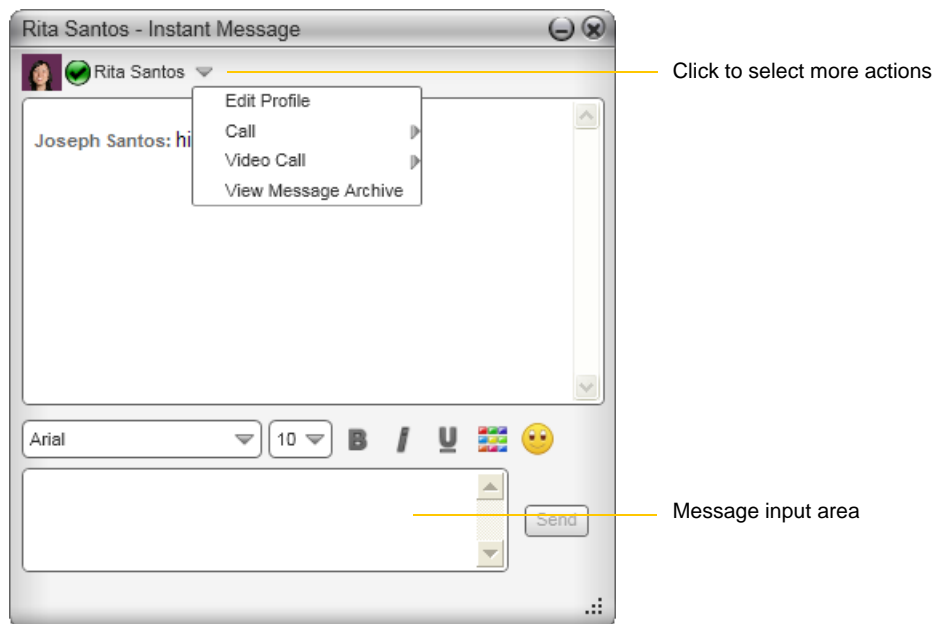 Rita Santos - Instant Message
Rita Santos
Click to select more actions
Edit Profile
Call
Joseph Santos: hi
Video Call
View Message Archive
Arial
10
B i U
Message input area
Send